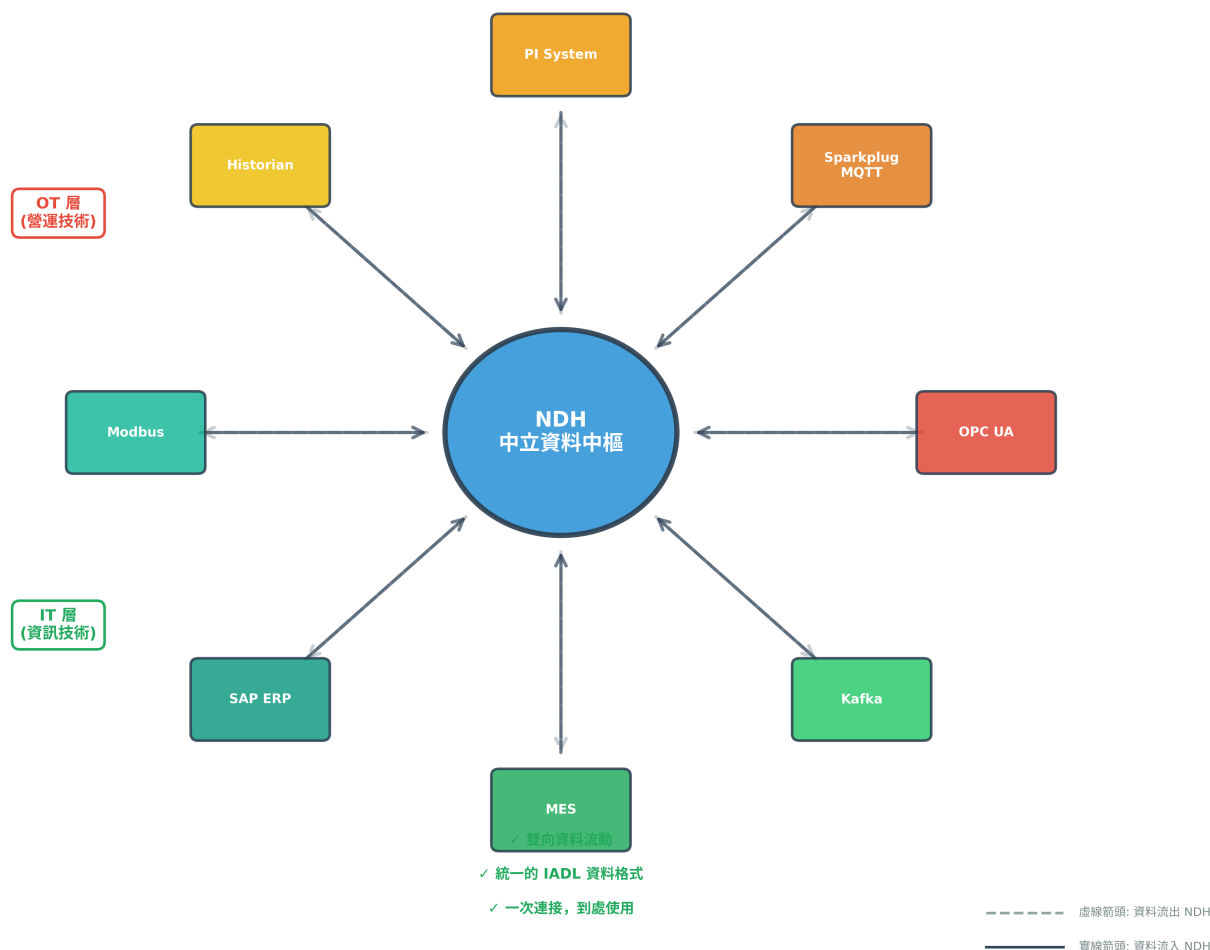 PI System
Historian
Sparkplug
MQTT
OT 層
(營運技術)
NDH
中立資料中樞
Modbus
OPC UA
IT 層
(資訊技術)
SAP ERP
Kafka
MES
✓ 雙向資料流動
✓ 統一的 IADL 資料格式
✓ 一次連接，到處使用
虛線箭頭: 資料流出 NDH
實線箭頭: 資料流入 NDH